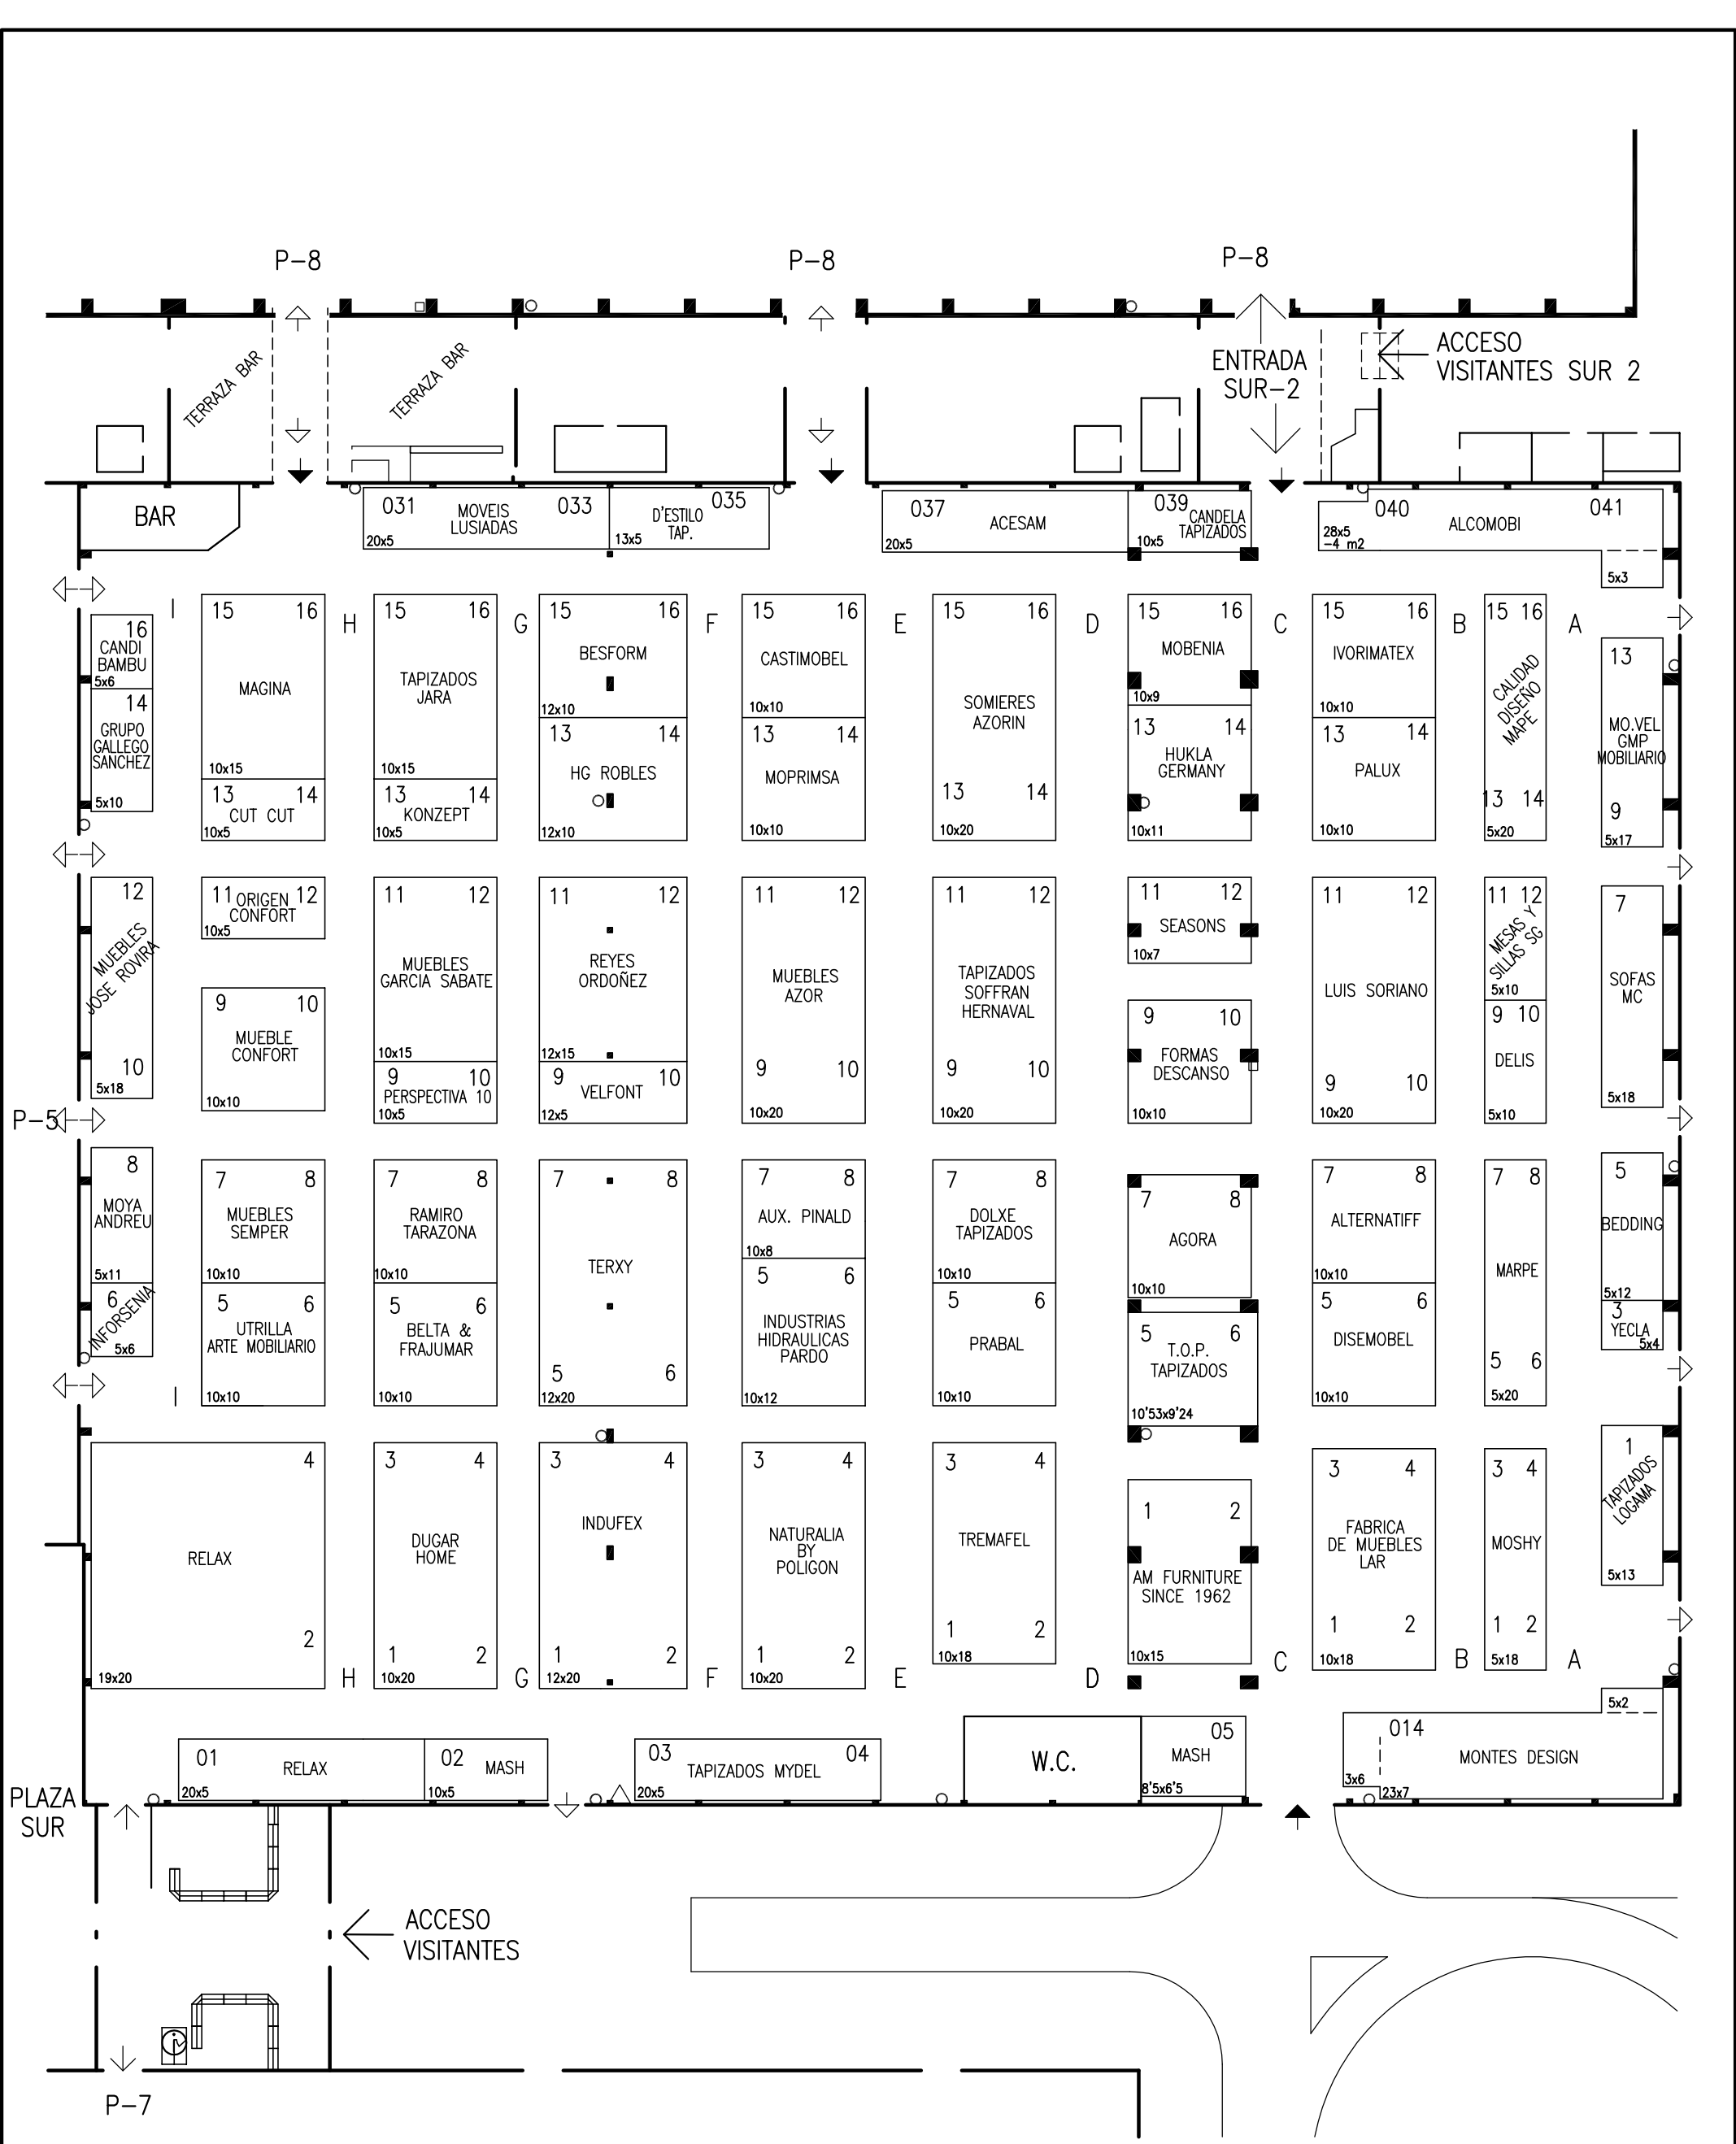 P-8
P-8
P-8
TERRAZA BAR
TERRAZA BAR
ENTRADA
SUR-2
ACCESO
VISITANTES SUR 2
BAR
031
MOVEIS
LUSIADAS
033
20x5
D'ESTILO
TAP.
035
13x5
037
ACESAM
20x5
039
CANDELA
TAPIZADOS
10x5
040
ALCOMOBI
041
28x5
-4 m2
5x3
I
H
G
F
E
D
C
B
A
16
CANDI
BAMBU
5x6
14
GRUPO
GALLEGO
SANCHEZ
5x10
15 16
MAGINA
10x15
13 14
CUT CUT
10x5
15 16
TAPIZADOS
JARA
10x15
13 14
KONZEPT
10x5
15 16
BESFORM
12x10
13 14
HG ROBLES
12x10
15 16
CASTIMOBEL
10x10
13 14
MOPRIMSA
10x10
15 16
SOMIERES
AZORIN
13 14
10x20
15 16
MOBENIA
10x9
13 14
HUKLA
GERMANY
10x11
15 16
IVORIMATEX
10x10
13 14
PALUX
10x10
15 16
CALIDAD
DISEÑO
MAPE
13 14
5x20
13
MO.VEL
GMP
MOBILIARIO
9
5x17
12
MUEBLES
JOSE ROVIRA
10
5x18
11 12
ORIGEN
CONFORT
10x5
9 10
MUEBLE
CONFORT
10x10
11 12
MUEBLES
GARCIA SABATE
10x15
9 10
PERSPECTIVA 10
10x5
11 12
REYES
ORDOÑEZ
12x15
9 10
VELFONT
12x5
11 12
MUEBLES
AZOR
9 10
10x20
11 12
TAPIZADOS
SOFFRAN
HERNAVAL
9 10
10x20
11 12
SEASONS
10x7
9 10
FORMAS
DESCANSO
10x10
11 12
LUIS SORIANO
9 10
10x20
11 12
MESAS Y
SILLAS SG
5x10
9 10
DELIS
5x10
7
SOFAS
MC
5x18
P-5
8
MOYA
ANDREU
5x11
6
INFORSENIA
5x6
7 8
MUEBLES
SEMPER
10x10
5 6
UTRILLA
ARTE MOBILIARIO
10x10
7 8
RAMIRO
TARAZONA
10x10
5 6
BELTA &
FRAJUMAR
10x10
7 8
TERXY
5 6
12x20
7 8
AUX. PINALD
10x8
5 6
INDUSTRIAS
HIDRAULICAS
PARDO
10x12
7 8
DOLXE
TAPIZADOS
10x10
5 6
PRABAL
10x10
7 8
AGORA
10x10
5 6
T.O.P.
TAPIZADOS
10'53x9'24
7 8
ALTERNATIFF
10x10
5 6
DISEMOBEL
10x10
7 8
MARPE
5 6
5x20
5
BEDDING
5x12
3
YECLA
5x4
I
4
RELAX
2
19x20
3 4
DUGAR
HOME
1 2
10x20
3 4
INDUFEX
1 2
12x20
3 4
NATURALIA
BY
POLIGON
1 2
10x20
3 4
TREMAFEL
1 2
10x18
1 2
AM FURNITURE
SINCE 1962
10x15
3 4
FABRICA
DE MUEBLES
LAR
1 2
10x18
3 4
MOSHY
1 2
5x18
1
TAPIZADOS
LOGAMA
5x13
H
G
F
E
D
C
B
A
01
RELAX
20x5
02
MASH
10x5
03
TAPIZADOS MYDEL
04
20x5
W.C.
05
MASH
8'5x6'5
5x2
014
MONTES DESIGN
3x6
23x7
PLAZA
SUR
ACCESO
VISITANTES
i
P-7